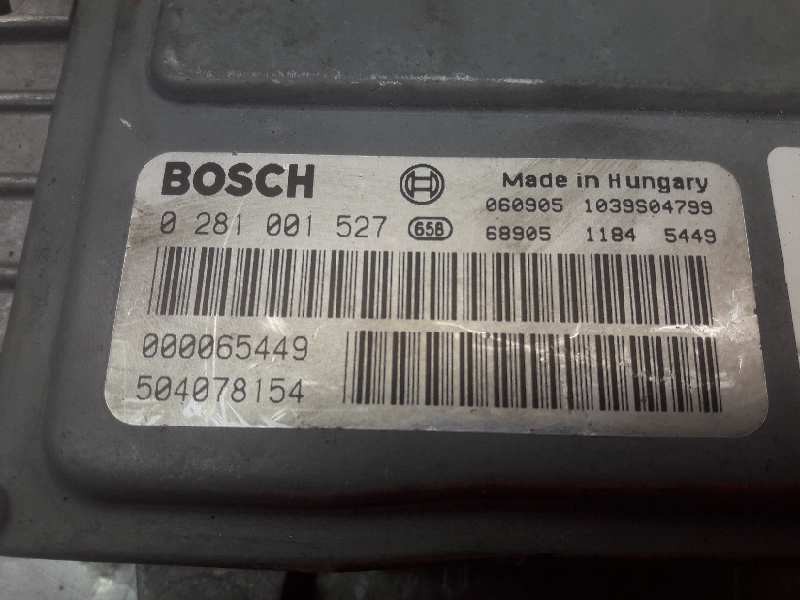 BOSCH
Made in Hungary
060905 1039S04799
0 281 001 527 658
68905 1184 5449
000065449
504078154